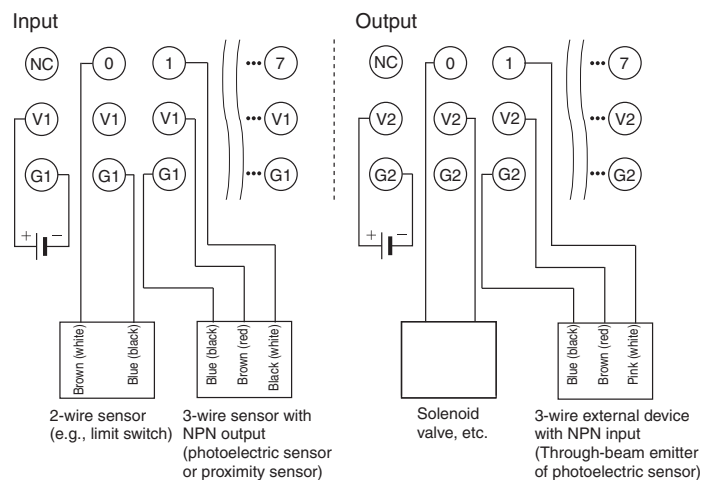 Input
Output
NC 0 1 ••• 7
NC 0 1 ••• 7
V1 V1 V1 ••• V1
V2 V2 V2 ••• V2
G1 G1 G1 ••• G1
G2 G2 G2 ••• G2
+ −
+ −
Brown (white)
Blue (black)
Blue (black)
Brown (red)
Black (white)
Blue (black)
Brown (red)
Pink (white)
2-wire sensor
(e.g., limit switch)
3-wire sensor with
NPN output
(photoelectric sensor
or proximity sensor)
Solenoid
valve, etc.
3-wire external device
with NPN input
(Through-beam emitter
of photoelectric sensor)